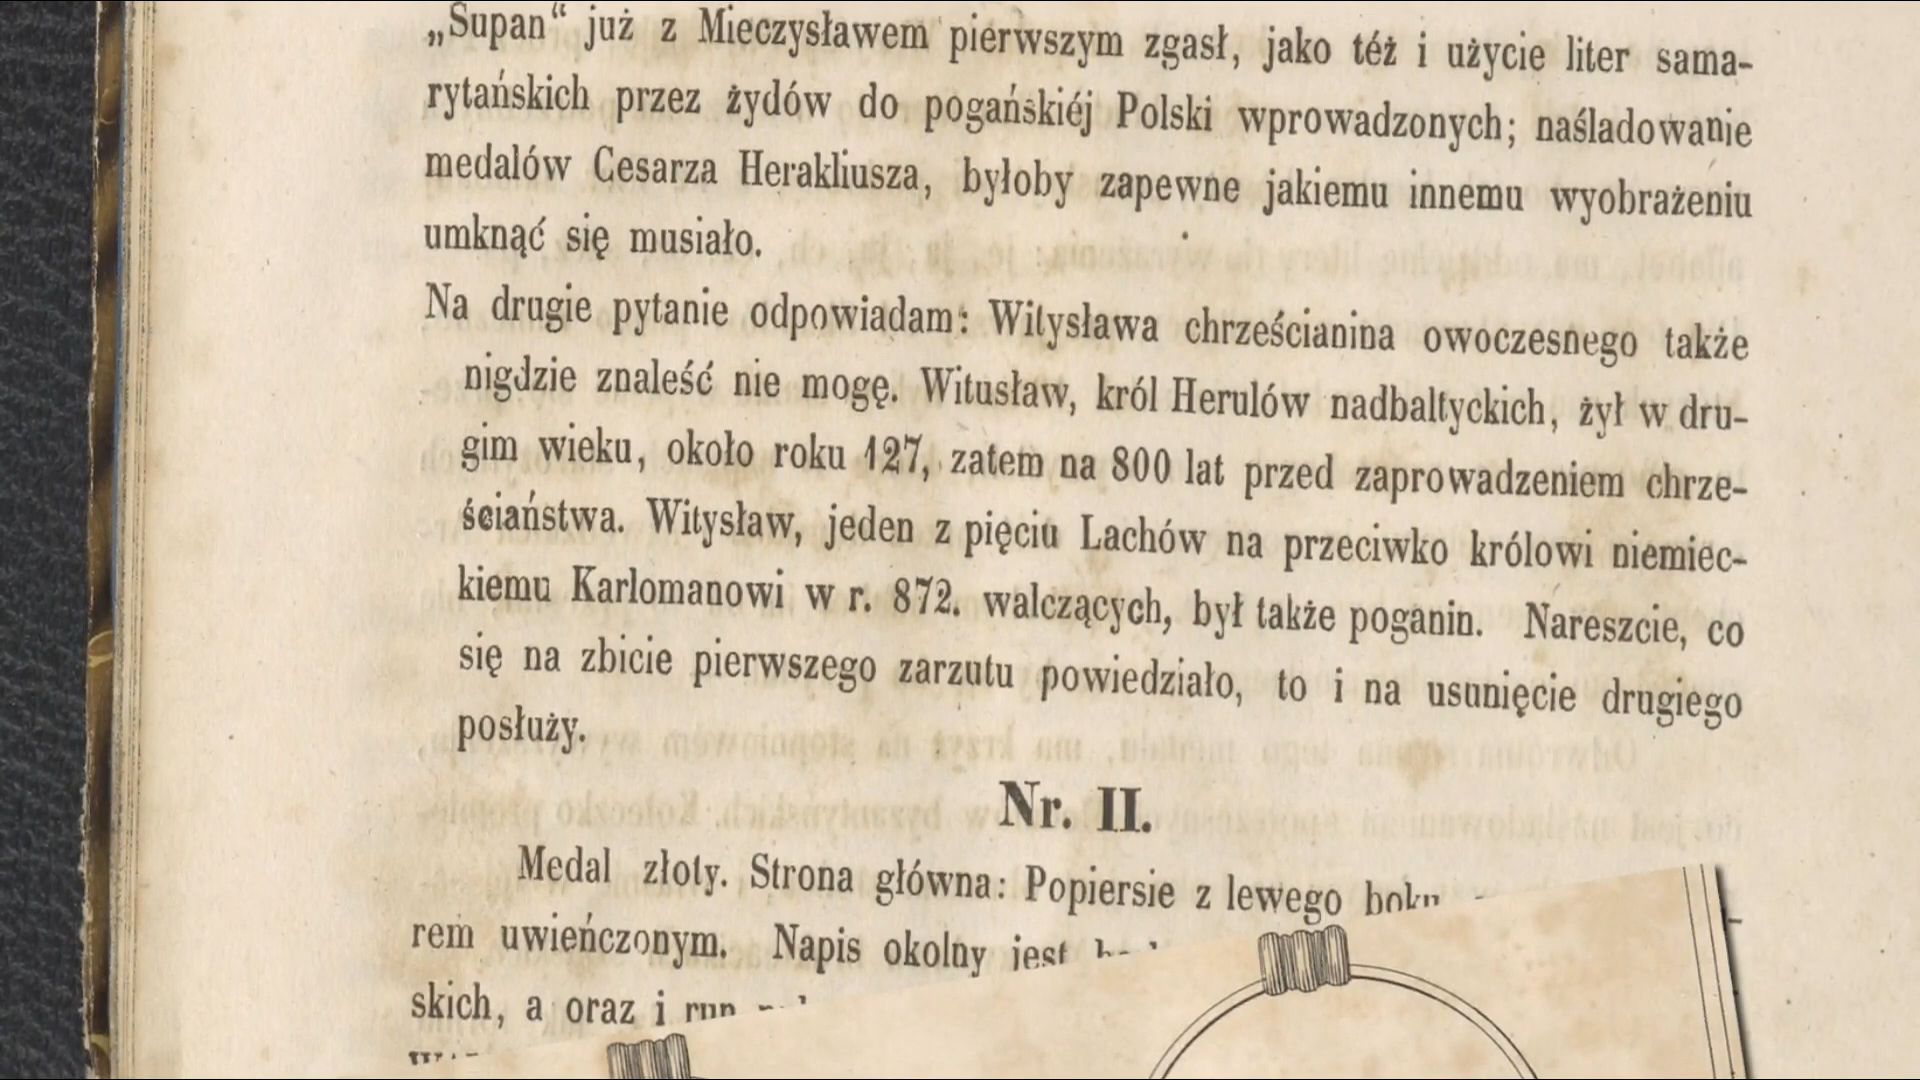 „Supan“ już z Mieczysławem pierwszym zgasł, jako téż i użycie liter sama-
rytańskich przez żydów do pogańskiéj Polski wprowadzonych; naśladowanie
medalów Cesarza Herakliusza, byłoby zapewne jakiemu innemu wyobrażeniu
umknąć się musiało.
Na drugie pytanie odpowiadam: Witysława chrześcianina owoczesnego także
nigdzie znaleść nie mogę. Witusław, król Herulów nadbaltyckich, żył w dru-
gim wieku, około roku 127, zatem na 800 lat przed zaprowadzeniem chrze-
ściaństwa. Witysław, jeden z pięciu Lachów na przeciwko królowi niemiec-
kiemu Karlomanowi w r. 872. walczących, był także poganin. Nareszcie, co
się na zbicie pierwszego zarzutu powiedziało, to i na usunięcie drugiego
posłuży.
Nr. II.
Medal złoty. Strona główna: Popiersie z lewego boku
rem uwieńczonym. Napis okolny jest
skich, a oraz i run